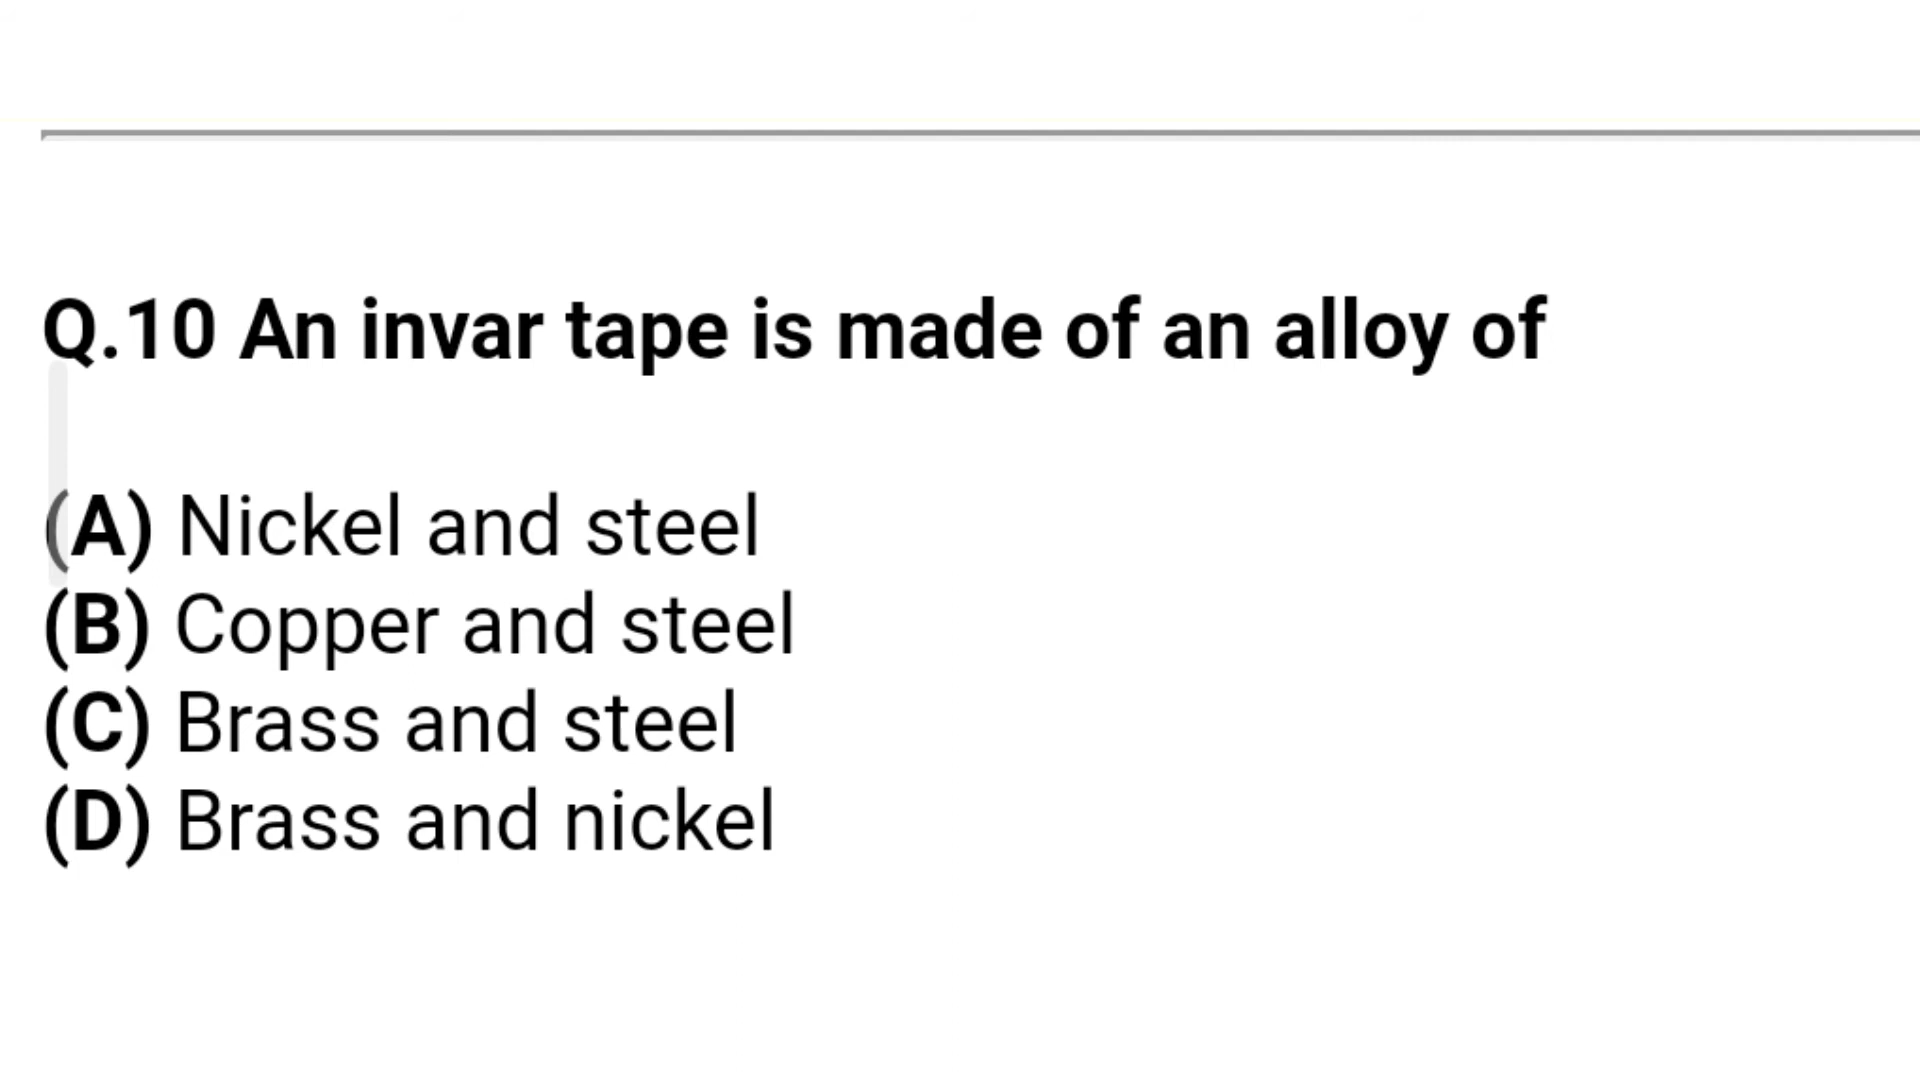 Q.10 An invar tape is made of an alloy of
(A) Nickel and steel
(B) Copper and steel
(C) Brass and steel
(D) Brass and nickel